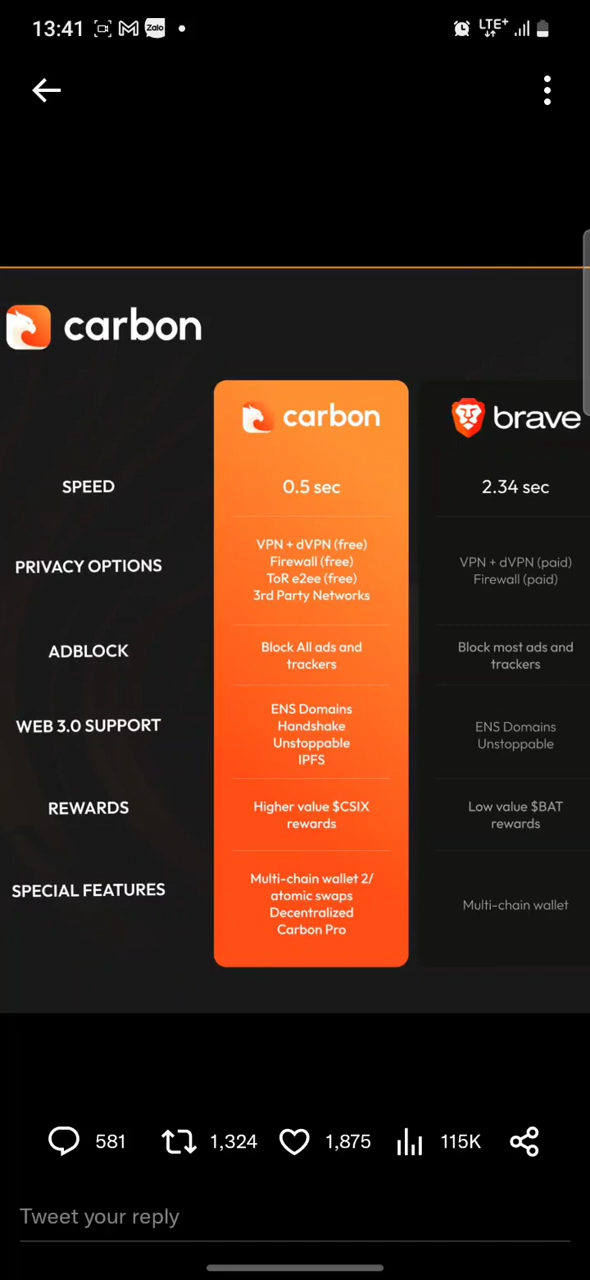 13:41 Zalo LTE+
carbon
carbon brave
SPEED 0.5 sec 2.34 sec
PRIVACY OPTIONS
VPN + dVPN (free)
Firewall (free)
ToR e2ee (free)
3rd Party Networks
VPN + dVPN (paid)
Firewall (paid)
ADBLOCK
Block All ads and
trackers
Block most ads and
trackers
WEB 3.0 SUPPORT
ENS Domains
Handshake
Unstoppable
IPFS
ENS Domains
Unstoppable
REWARDS
Higher value $CSIX
rewards
Low value $BAT
rewards
SPECIAL FEATURES
Multi-chain wallet 2/
atomic swaps
Decentralized
Carbon Pro
Multi-chain wallet
581 1,324 1,875 115K
Tweet your reply